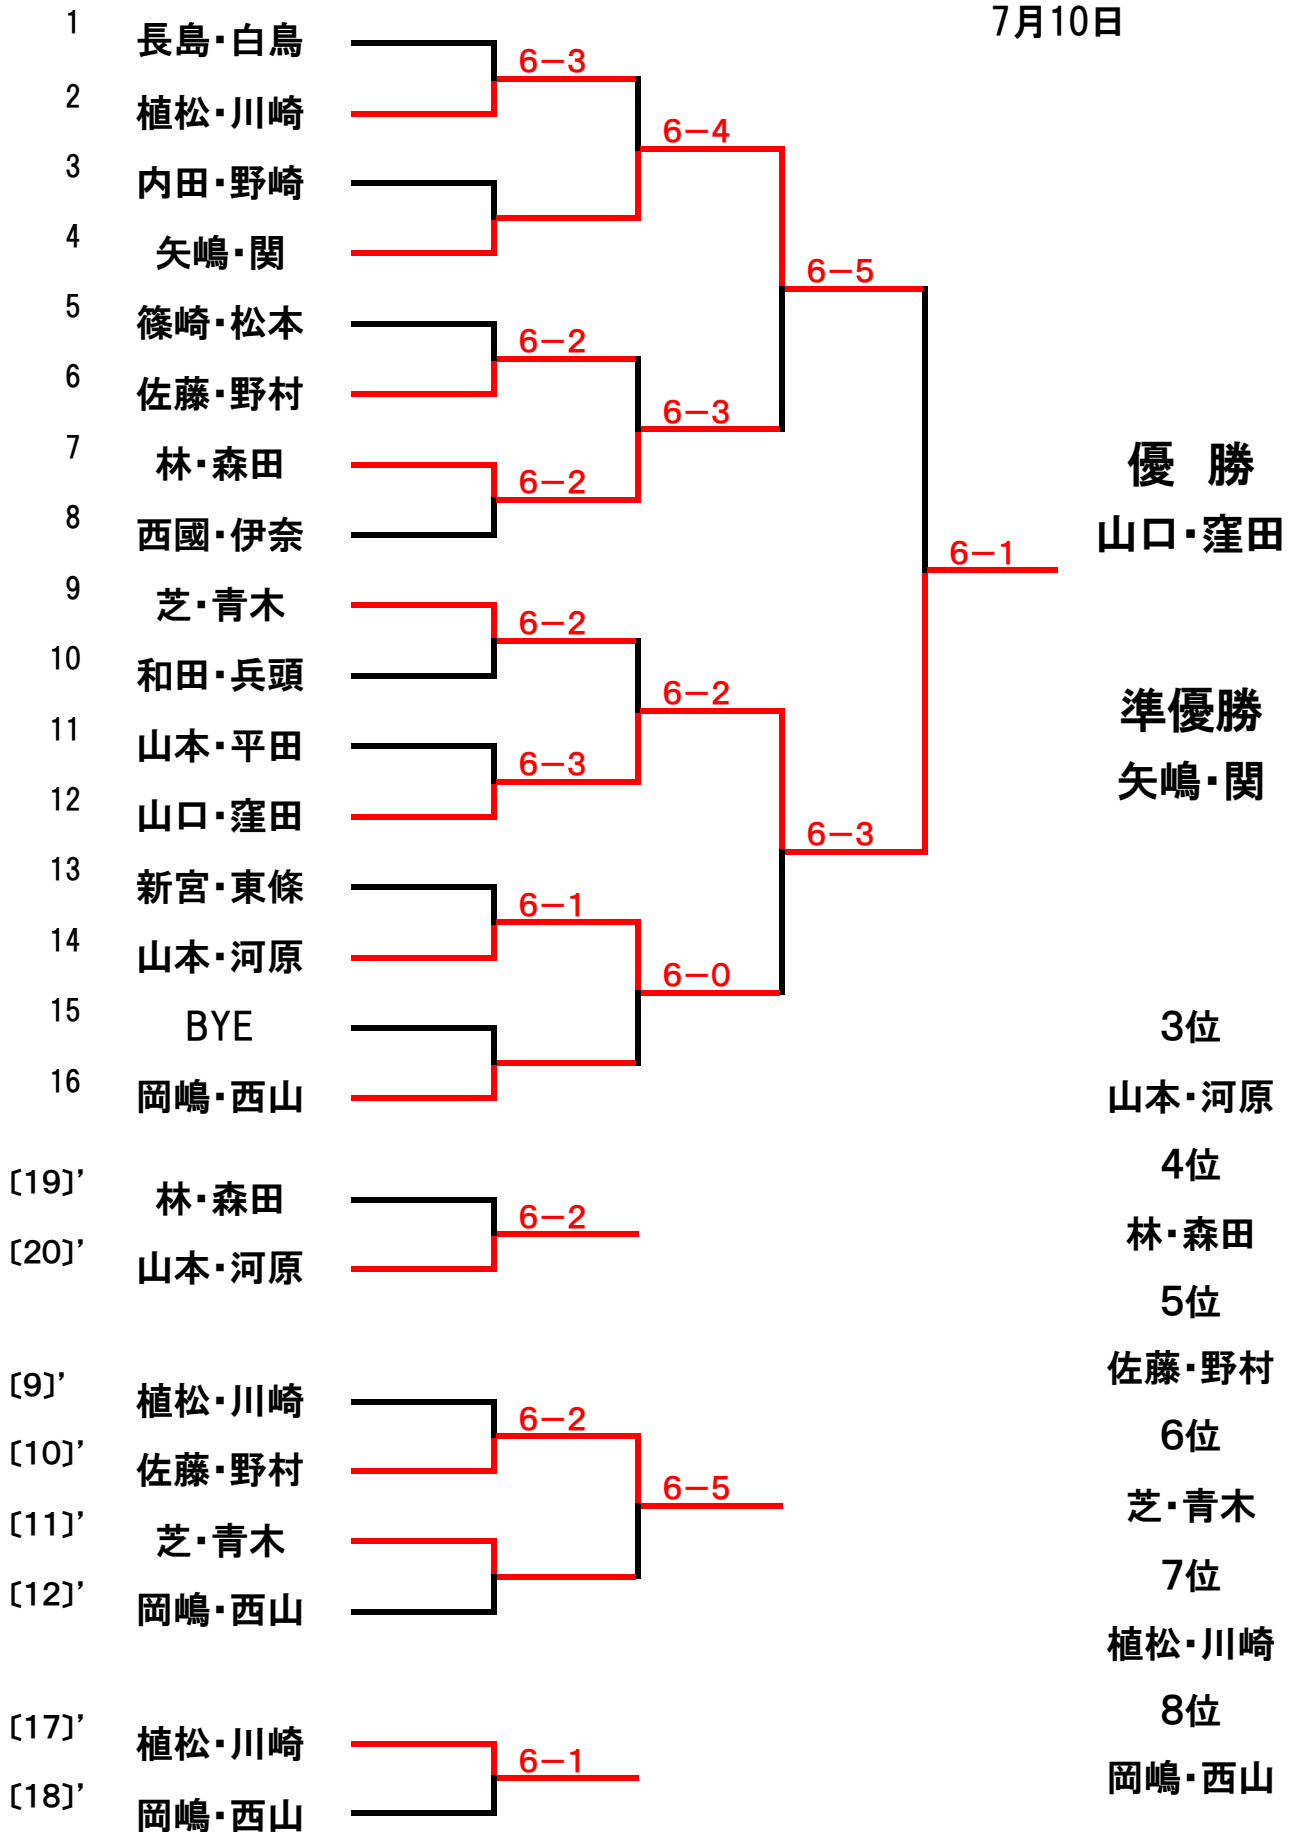 7月10日
1 長島・白鳥
6－3
2 植松・川崎
6－4
3 内田・野崎
4 矢嶋・関
6－5
5 篠崎・松本
6－2
6 佐藤・野村
6－3
7 林・森田
優 勝
6－2
8 西國・伊奈
山口・窪田
6－1
9 芝・青木
6－2
10 和田・兵頭
6－2
準優勝
11 山本・平田
6－3
矢嶋・関
12 山口・窪田
6－3
13 新宮・東條
6－1
14 山本・河原
6－0
15 BYE
3位
16 岡嶋・西山
山本・河原
4位
〔19〕’ 林・森田
6－2
林・森田
〔20〕’ 山本・河原
5位
佐藤・野村
〔9〕’ 植松・川崎
6－2
6位
〔10〕’ 佐藤・野村
6－5
芝・青木
〔11〕’ 芝・青木
7位
〔12〕’ 岡嶋・西山
植松・川崎
8位
〔17〕’ 植松・川崎
6－1
岡嶋・西山
〔18〕’ 岡嶋・西山